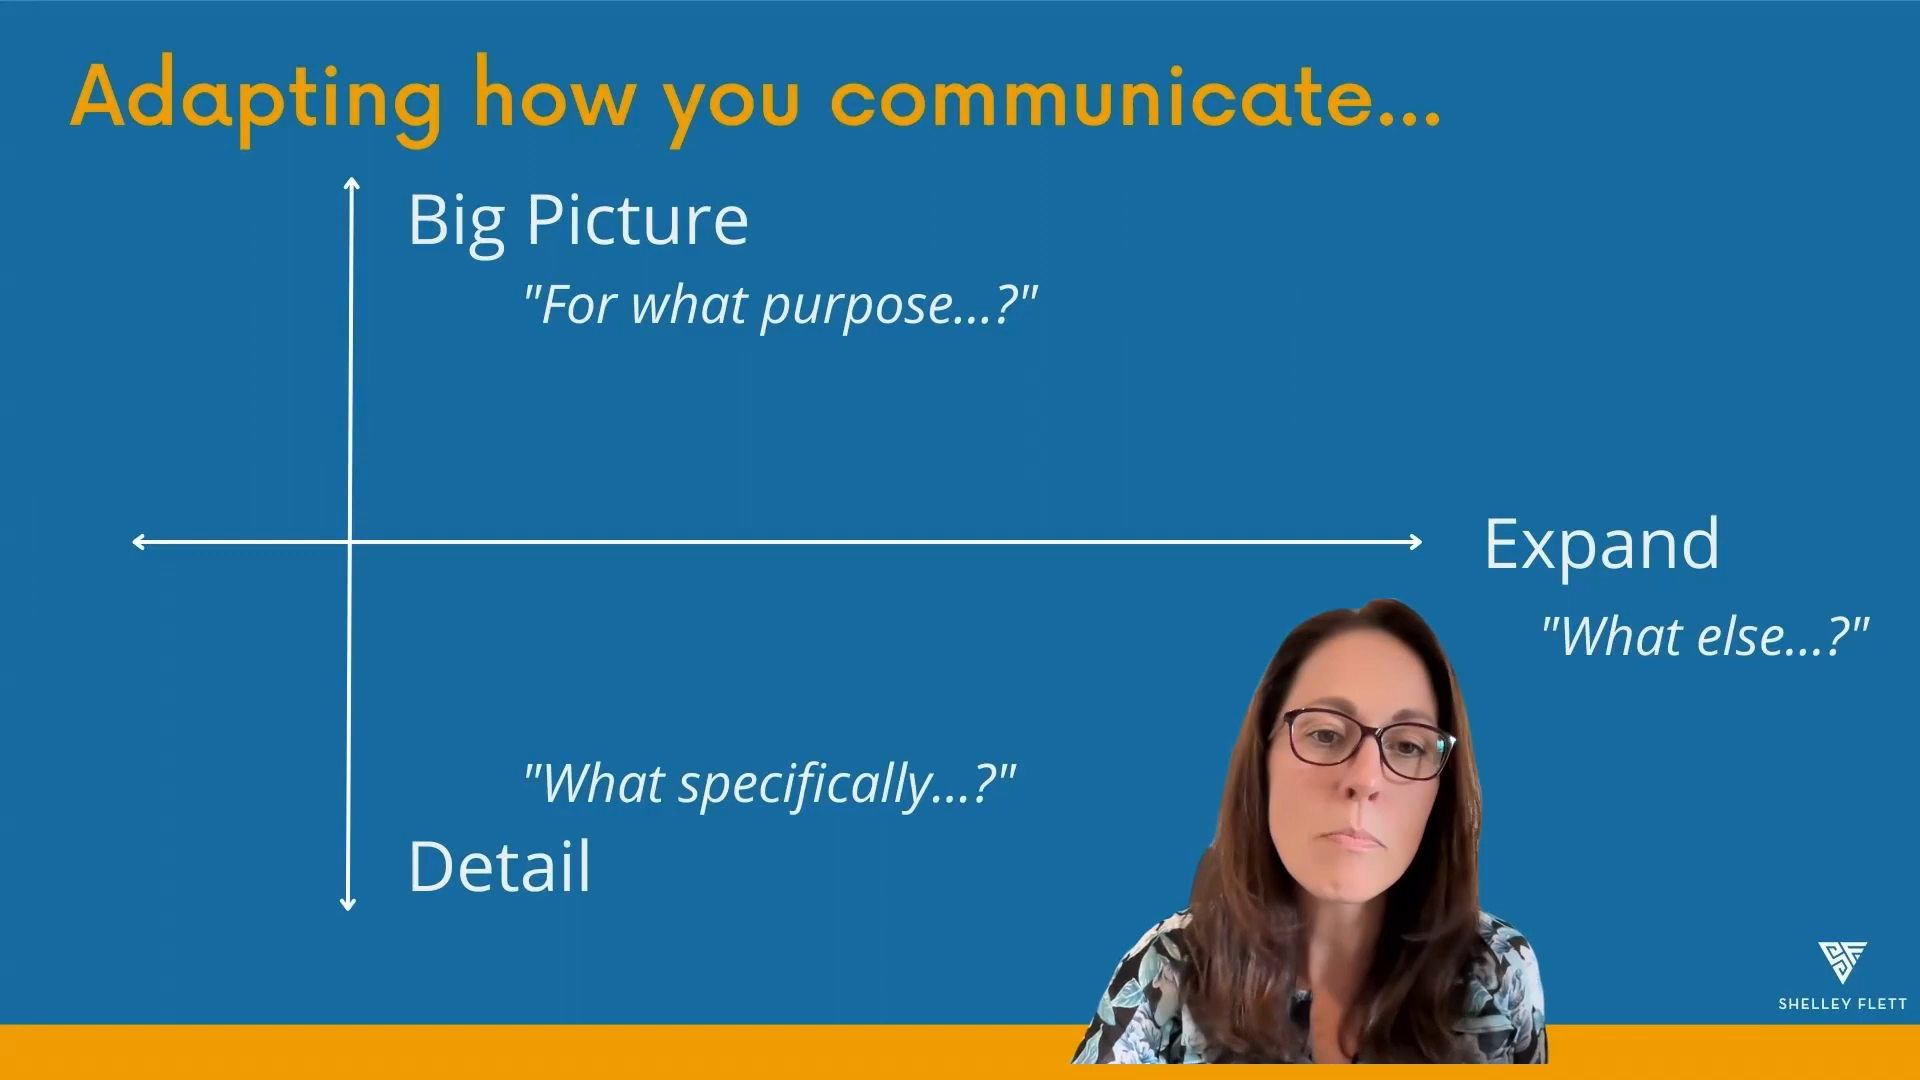 Adapting how you communicate...
Big Picture
"For what purpose...?"
Expand
"What else...?"
"What specifically...?"
Detail
SHELLEY FLETT